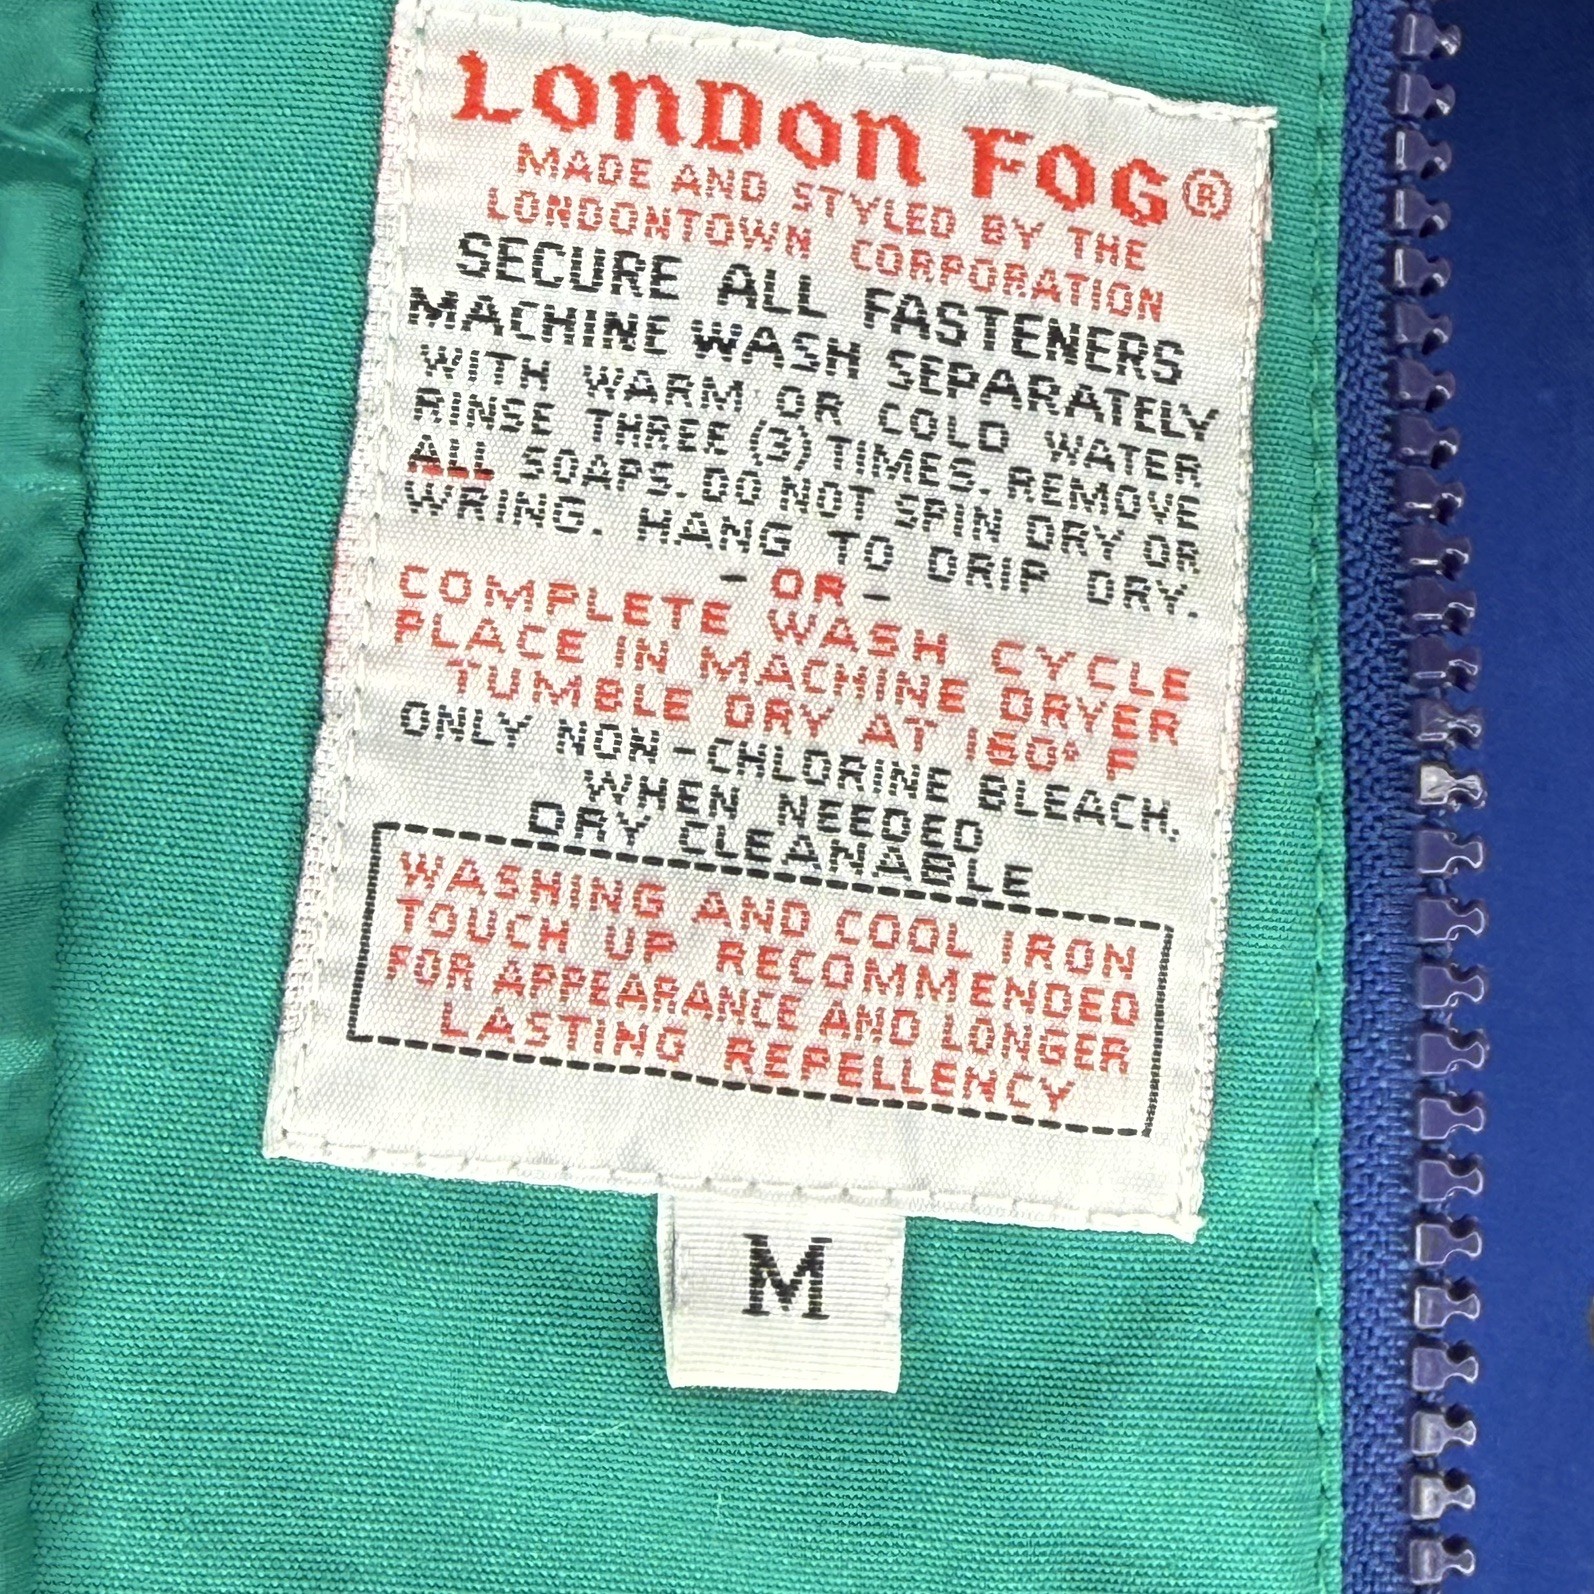 LONDON FOG®
MADE AND STYLED BY THE
LONDONTOWN CORPORATION
SECURE ALL FASTENERS
MACHINE WASH SEPARATELY
WITH WARM OR COLD WATER
RINSE THREE (3) TIMES. REMOVE
ALL SOAPS. DO NOT SPIN DRY OR
WRING. HANG TO DRIP DRY.
- OR -
COMPLETE WASH CYCLE
PLACE IN MACHINE DRYER
TUMBLE DRY AT 160° F
ONLY NON-CHLORINE BLEACH.
WHEN NEEDED
DRY CLEANABLE
WASHING AND COOL IRON
TOUCH UP RECOMMENDED
FOR APPEARANCE AND LONGER
LASTING REPELLENCY
M